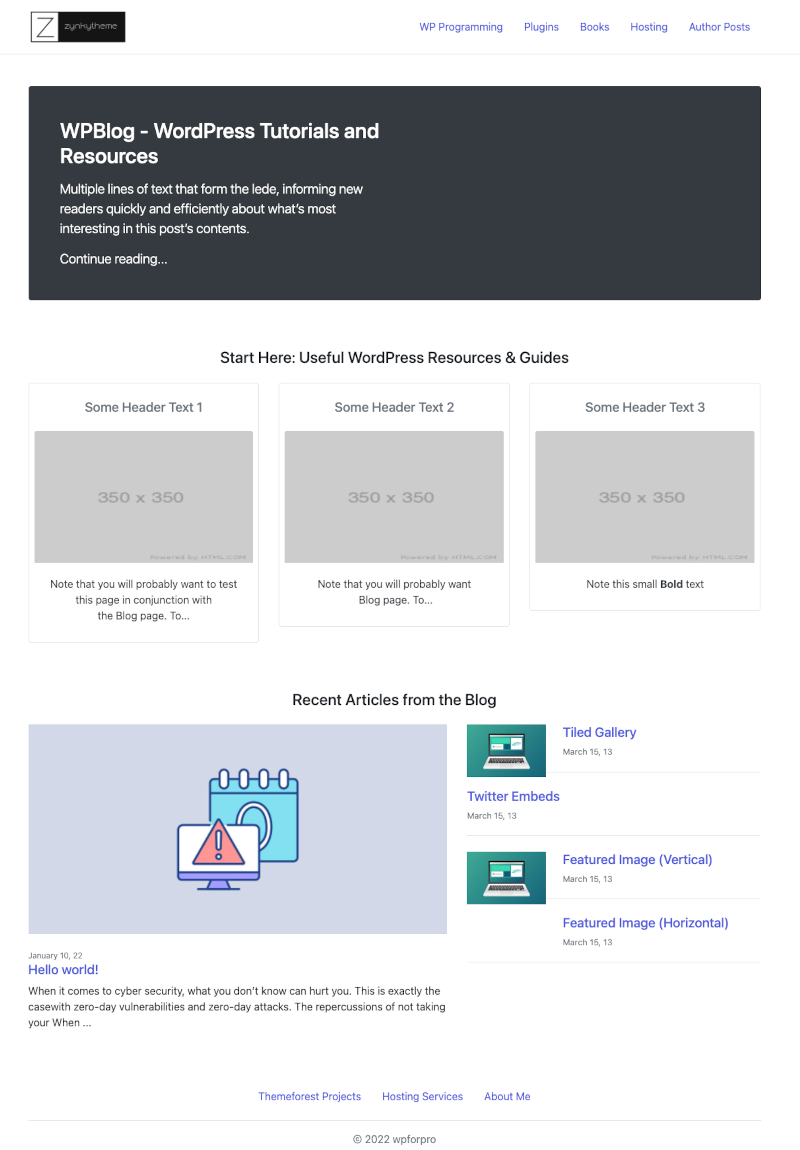 Z zynkytheme
WP Programming Plugins Books Hosting Author Posts
WPBlog - WordPress Tutorials and
Resources
Multiple lines of text that form the lede, informing new
readers quickly and efficiently about what’s most
interesting in this post’s contents.
Continue reading...
Start Here: Useful WordPress Resources & Guides
Some Header Text 1
350 x 350
Powered by HTML.COM
Note that you will probably want to test
this page in conjunction with
the Blog page. To...
Some Header Text 2
350 x 350
Powered by HTML.COM
Note that you will probably want
Blog page. To...
Some Header Text 3
350 x 350
Powered by HTML.COM
Note this small Bold text
Recent Articles from the Blog
January 10, 22
Hello world!
When it comes to cyber security, what you don’t know can hurt you. This is exactly the
casewith zero-day vulnerabilities and zero-day attacks. The repercussions of not taking
your When ...
Tiled Gallery
March 15, 13
Twitter Embeds
March 15, 13
Featured Image (Vertical)
March 15, 13
Featured Image (Horizontal)
March 15, 13
Themeforest Projects Hosting Services About Me
© 2022 wpforpro